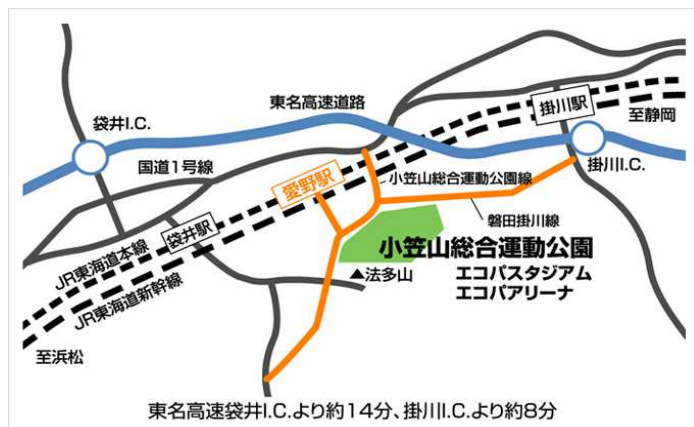 掛川駅
至静岡
東名高速道路
袋井I.C.
掛川I.C.
国道1号線
愛野駅
小笠山総合運動公園線
袋井駅
磐田掛川線
小笠山総合運動公園
エコパスタジアム
エコパアリーナ
▲法多山
JR東海道本線
JR東海道新幹線
至浜松
東名高速袋井I.C.より約14分、掛川I.C.より約8分